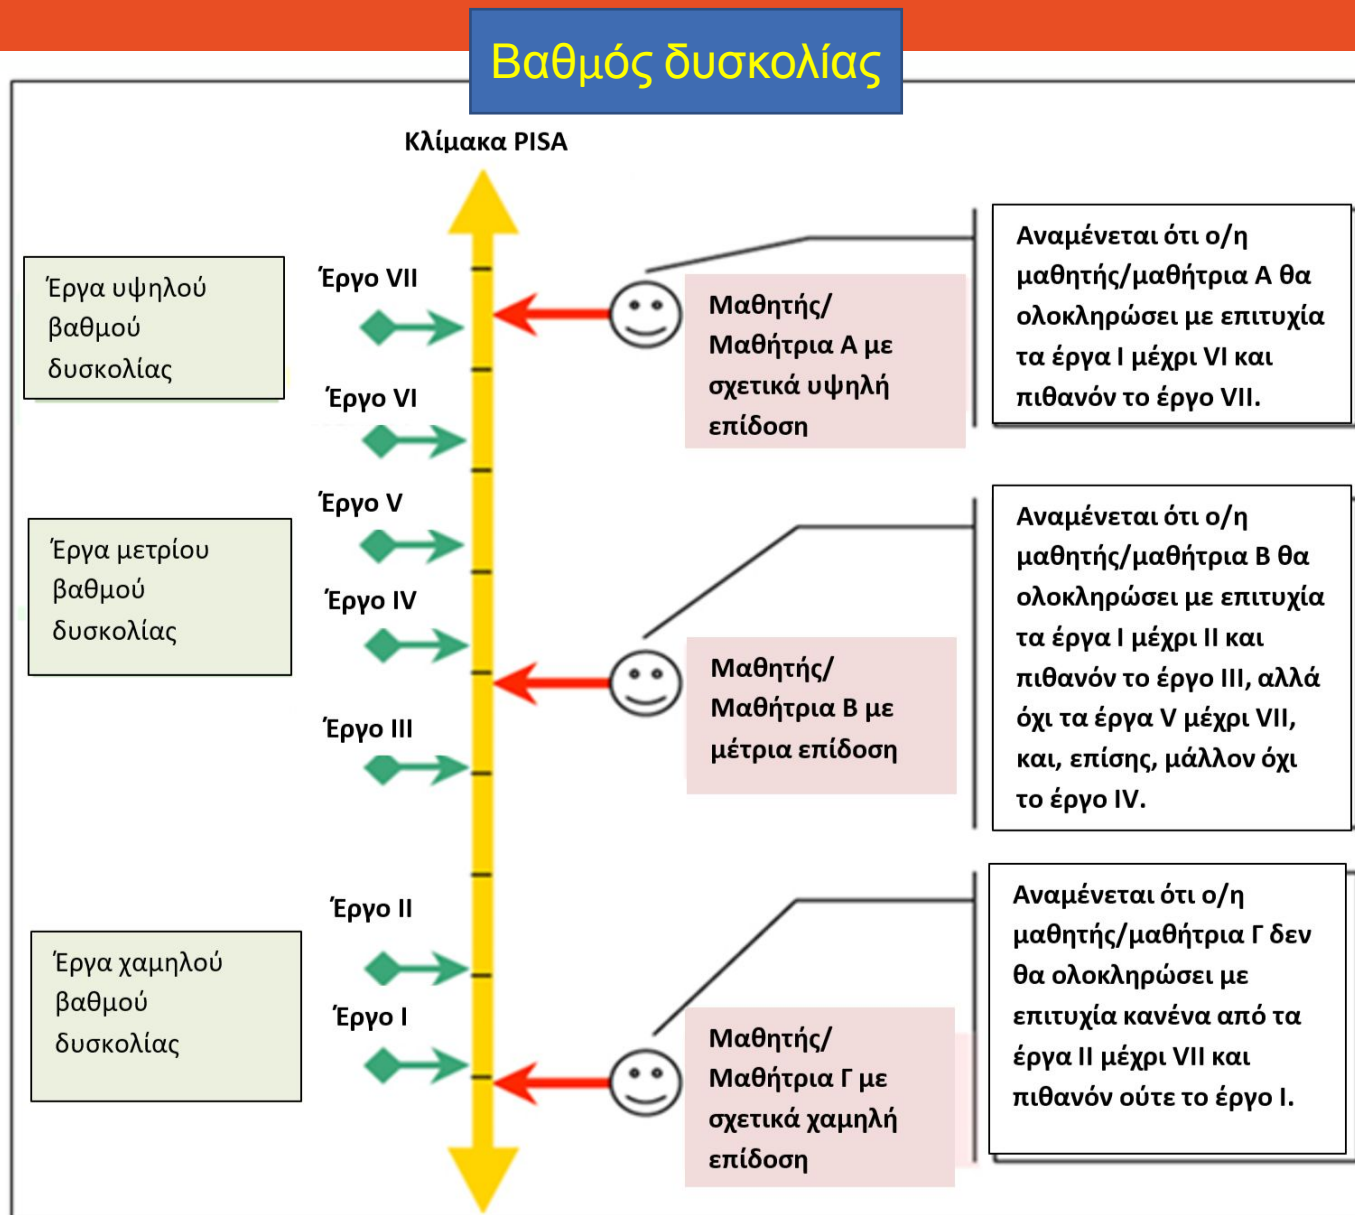 Βαθμός δυσκολίας
Κλίμακα PISA
Έργα υψηλού
βαθμού
δυσκολίας
Έργο VII
Έργο VI
Μαθητής/
Μαθήτρια Α με
σχετικά υψηλή
επίδοση
Αναμένεται ότι ο/η
μαθητής/μαθήτρια Α θα
ολοκληρώσει με επιτυχία
τα έργα Ι μέχρι VI και
πιθανόν το έργο VII.
Έργα μετρίου
βαθμού
δυσκολίας
Έργο V
Έργο IV
Έργο III
Μαθητής/
Μαθήτρια Β με
μέτρια επίδοση
Αναμένεται ότι ο/η
μαθητής/μαθήτρια Β θα
ολοκληρώσει με επιτυχία
τα έργα Ι μέχρι ΙΙ και
πιθανόν το έργο ΙΙΙ, αλλά
όχι τα έργα V μέχρι VII,
και, επίσης, μάλλον όχι
το έργο IV.
Έργα χαμηλού
βαθμού
δυσκολίας
Έργο II
Έργο I
Μαθητής/
Μαθήτρια Γ με
σχετικά χαμηλή
επίδοση
Αναμένεται ότι ο/η
μαθητής/μαθήτρια Γ δεν
θα ολοκληρώσει με
επιτυχία κανένα από τα
έργα ΙΙ μέχρι VII και
πιθανόν ούτε το έργο Ι.